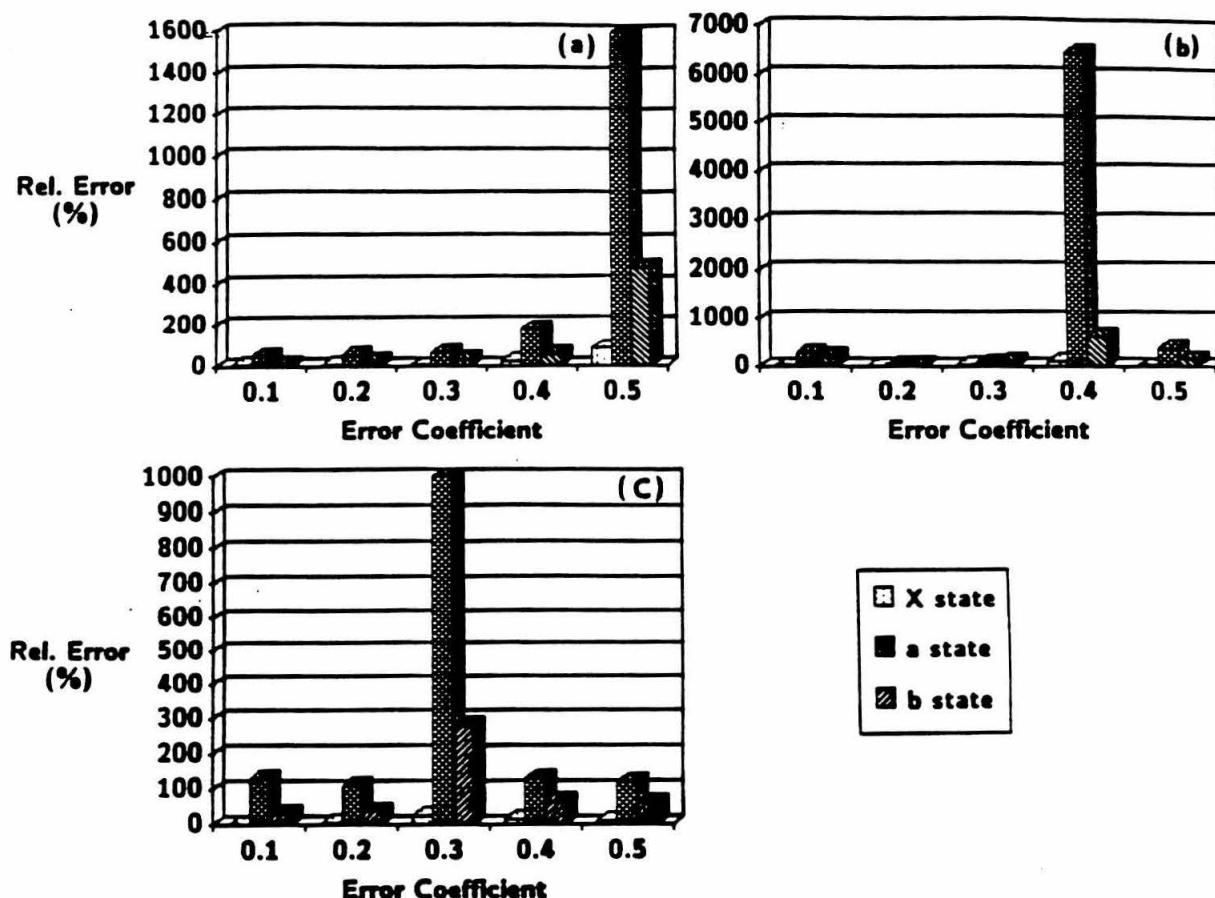 (a)
1600
1400
1200
1000
800
600
400
200
0
Rel. Error
(%)
0.1 0.2 0.3 0.4 0.5
Error Coefficient
(b)
7000
6000
5000
4000
3000
2000
1000
0
0.1 0.2 0.3 0.4 0.5
Error Coefficient
(C)
1000
900
800
700
600
500
400
300
200
100
0
Rel. Error
(%)
0.1 0.2 0.3 0.4 0.5
Error Coefficient
X state
a state
b state